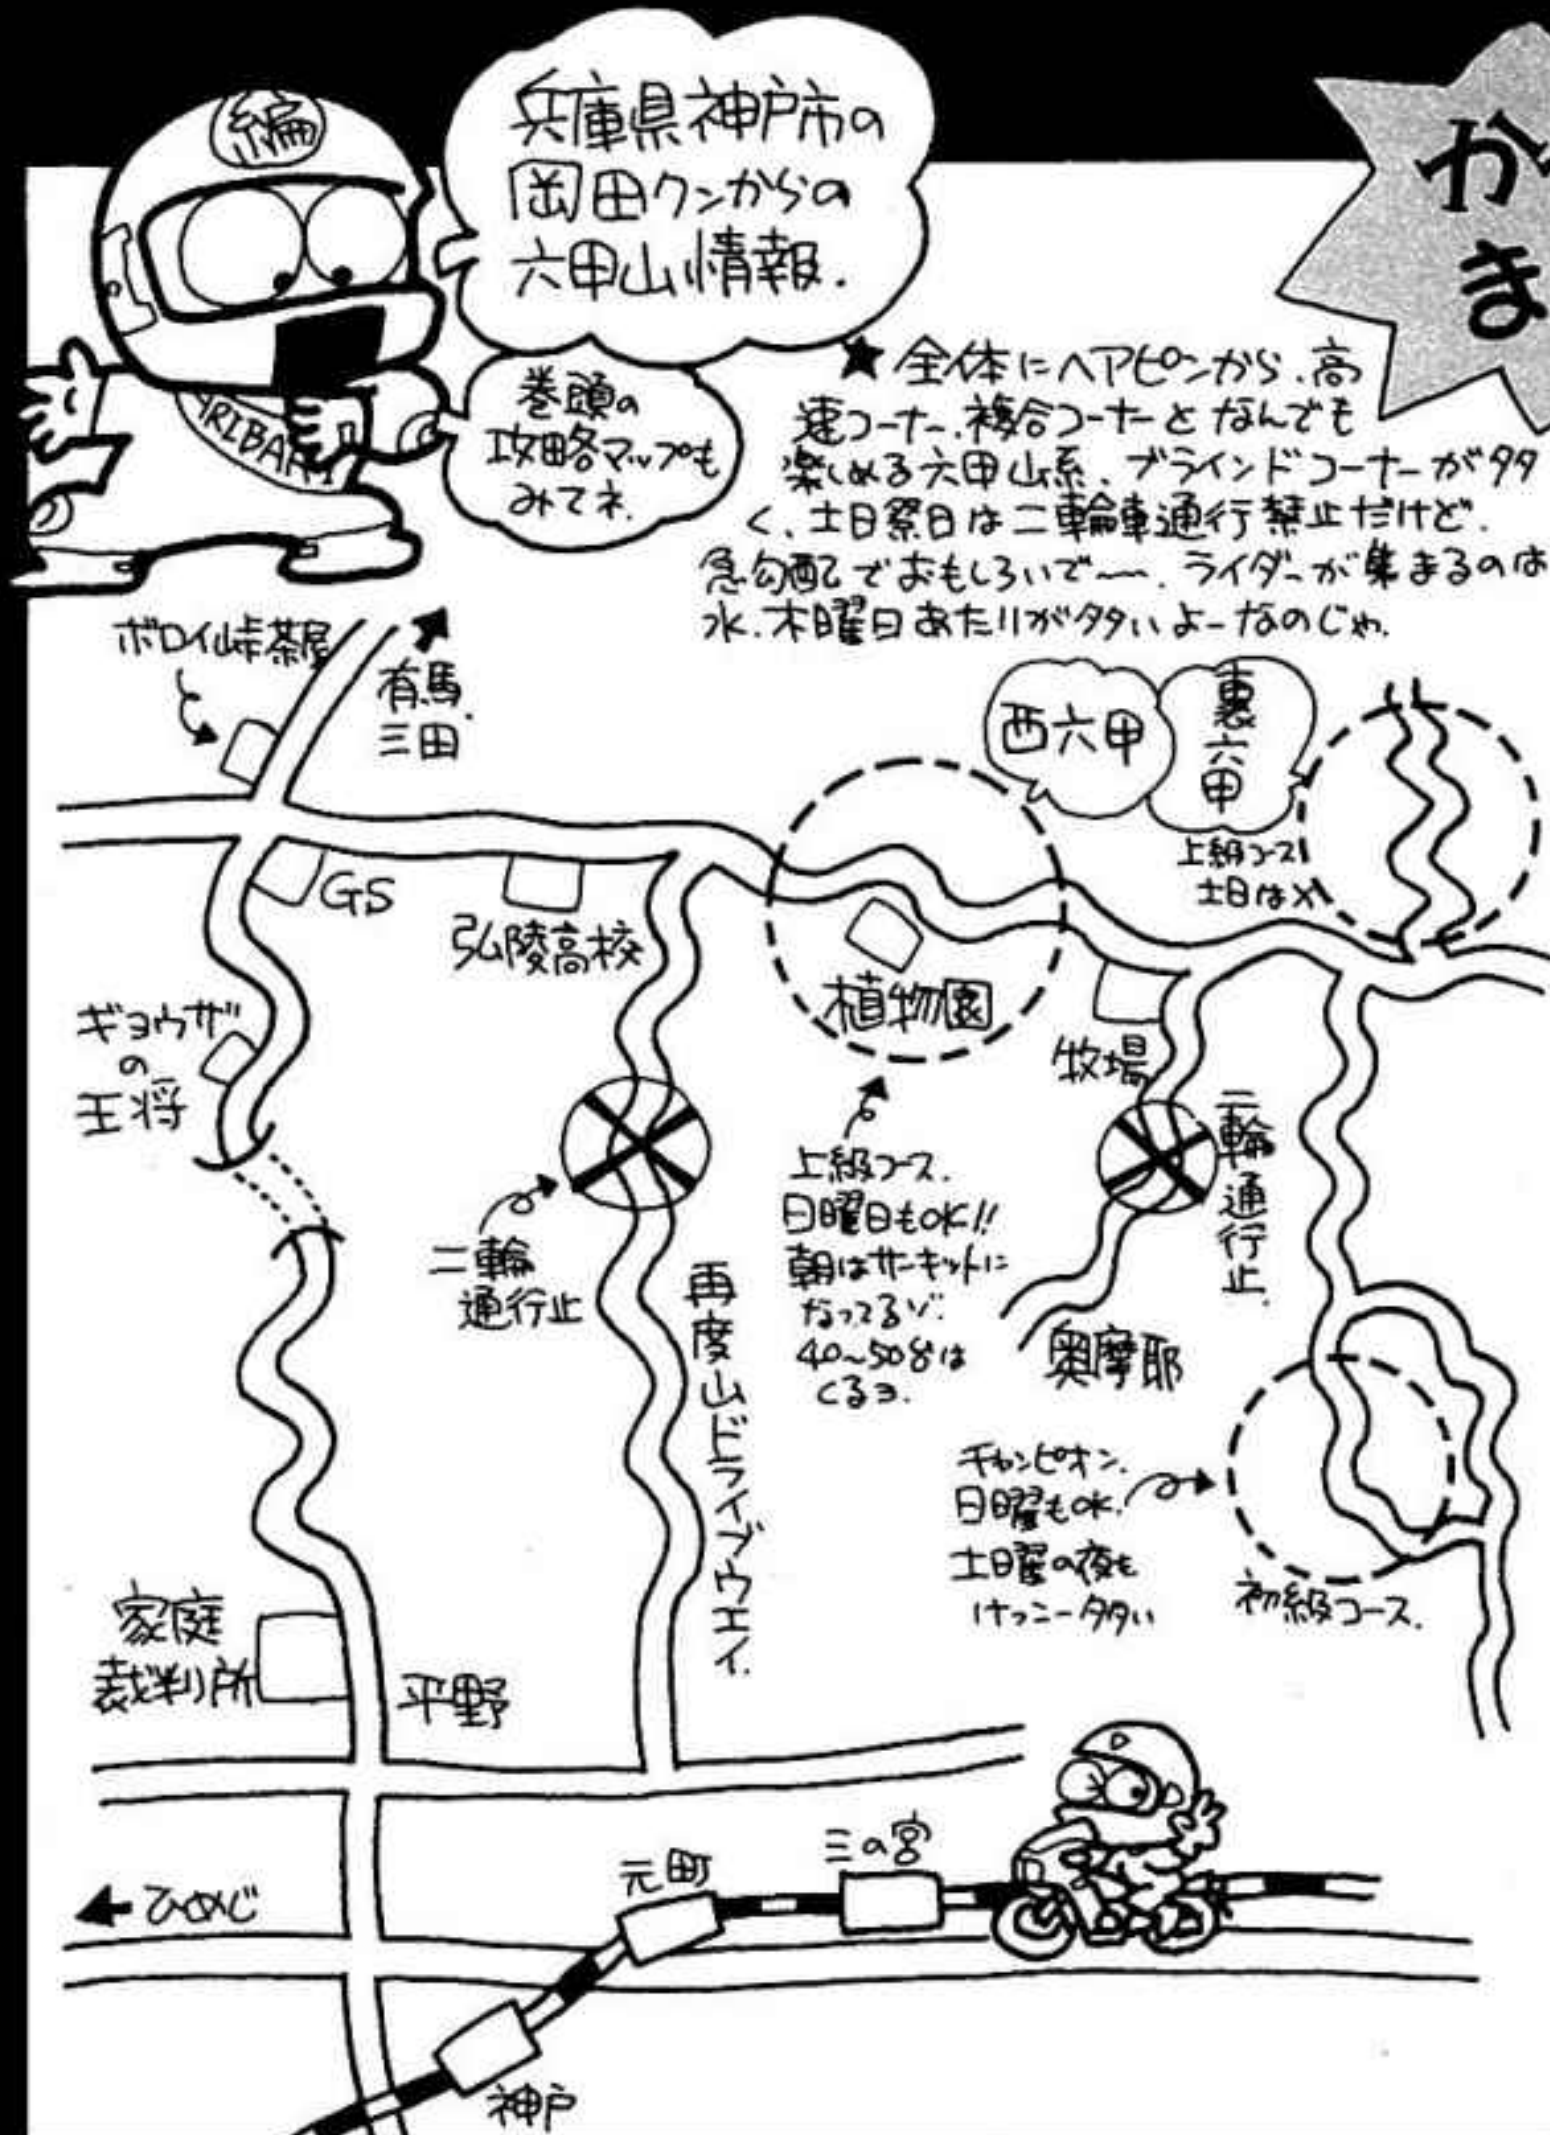 編
兵庫県神戸市の
岡田クンからの
六甲山情報.
巻頭の
攻略マップも
みてネ.
か
ま
★全体にヘアピンから、高
速コーナー、複合コーナーとなんでも
楽しめる六甲山系、ブラインドコーナーが多
く、土日祭日は二輪車通行禁止だけど、
急勾配でおもしろいで〜〜、ライダーが集まるのは
水、木曜日あたりが多いよーなのじゃ.
ボロイ峠茶屋
有馬.
三田
西六甲
裏六甲
上級コース
土日は×
GS
弘陵高校
植物園
牧場
ギョウザ
の
王将
二輪
通行止
再度山ドライブウエイ.
上級コース.
日曜日もOK!!
朝はサーキットに
なってるゾ.
40~50台は
くるヨ.
二輪通行止.
奥摩耶
チャンピオン.
日曜もOK.
土日曜の夜も
けっこー多い
初級コース.
家庭
裁判所
平野
←ひめじ
元町
三の宮
神戸